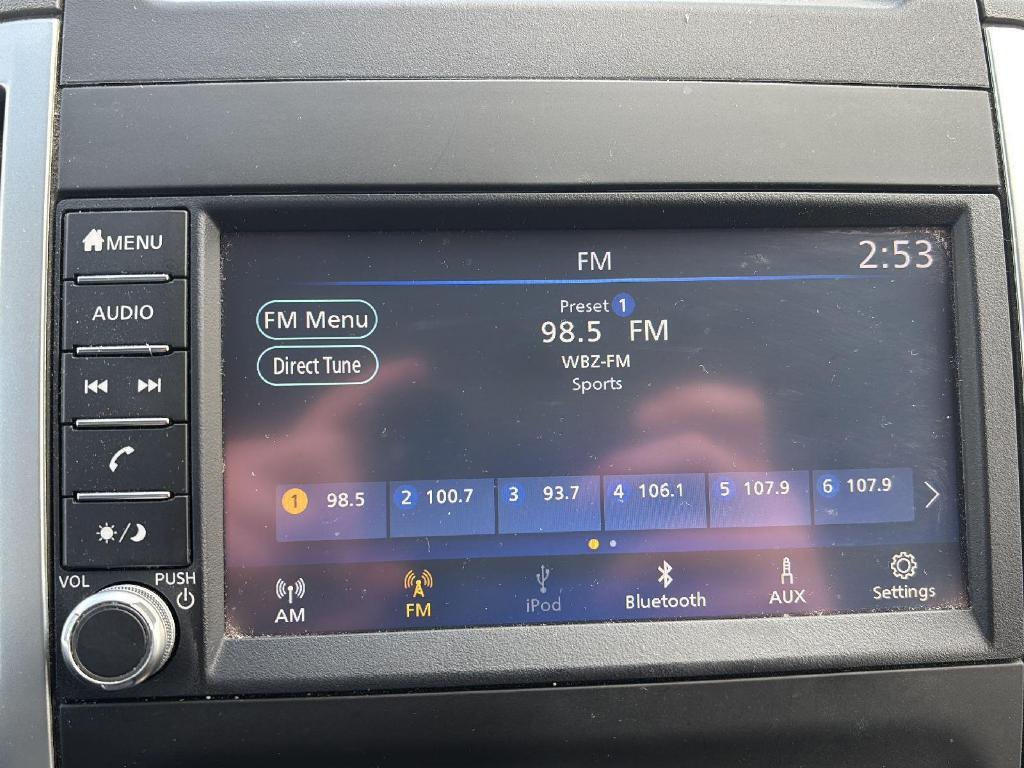 MENU
AUDIO
VOL
PUSH
FM
2:53
FM Menu
Direct Tune
Preset 1
98.5 FM
WBZ-FM
Sports
1 98.5
2 100.7
3 93.7
4 106.1
5 107.9
6 107.9
AM
FM
iPod
Bluetooth
AUX
Settings